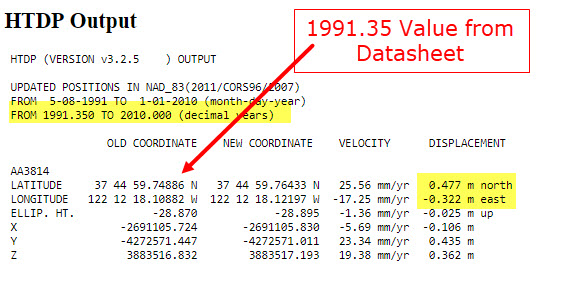 HTDP Output
1991.35 Value from
Datasheet
HTDP (VERSION v3.2.5 ) OUTPUT
UPDATED POSITIONS IN NAD_83(2011/CORS96/2007)
FROM 5-08-1991 TO 1-01-2010 (month-day-year)
FROM 1991.350 TO 2010.000 (decimal years)
OLD COORDINATE NEW COORDINATE VELOCITY DISPLACEMENT
AA3814
LATITUDE 37 44 59.74886 N 37 44 59.76433 N 25.56 mm/yr 0.477 m north
LONGITUDE 122 12 18.10882 W 122 12 18.12197 W -17.25 mm/yr -0.322 m east
ELLIP. HT. -28.870 -28.895 -1.36 mm/yr -0.025 m up
X -2691105.724 -2691105.830 -5.69 mm/yr -0.106 m
Y -4272571.447 -4272571.011 23.34 mm/yr 0.435 m
Z 3883516.832 3883517.193 19.38 mm/yr 0.362 m